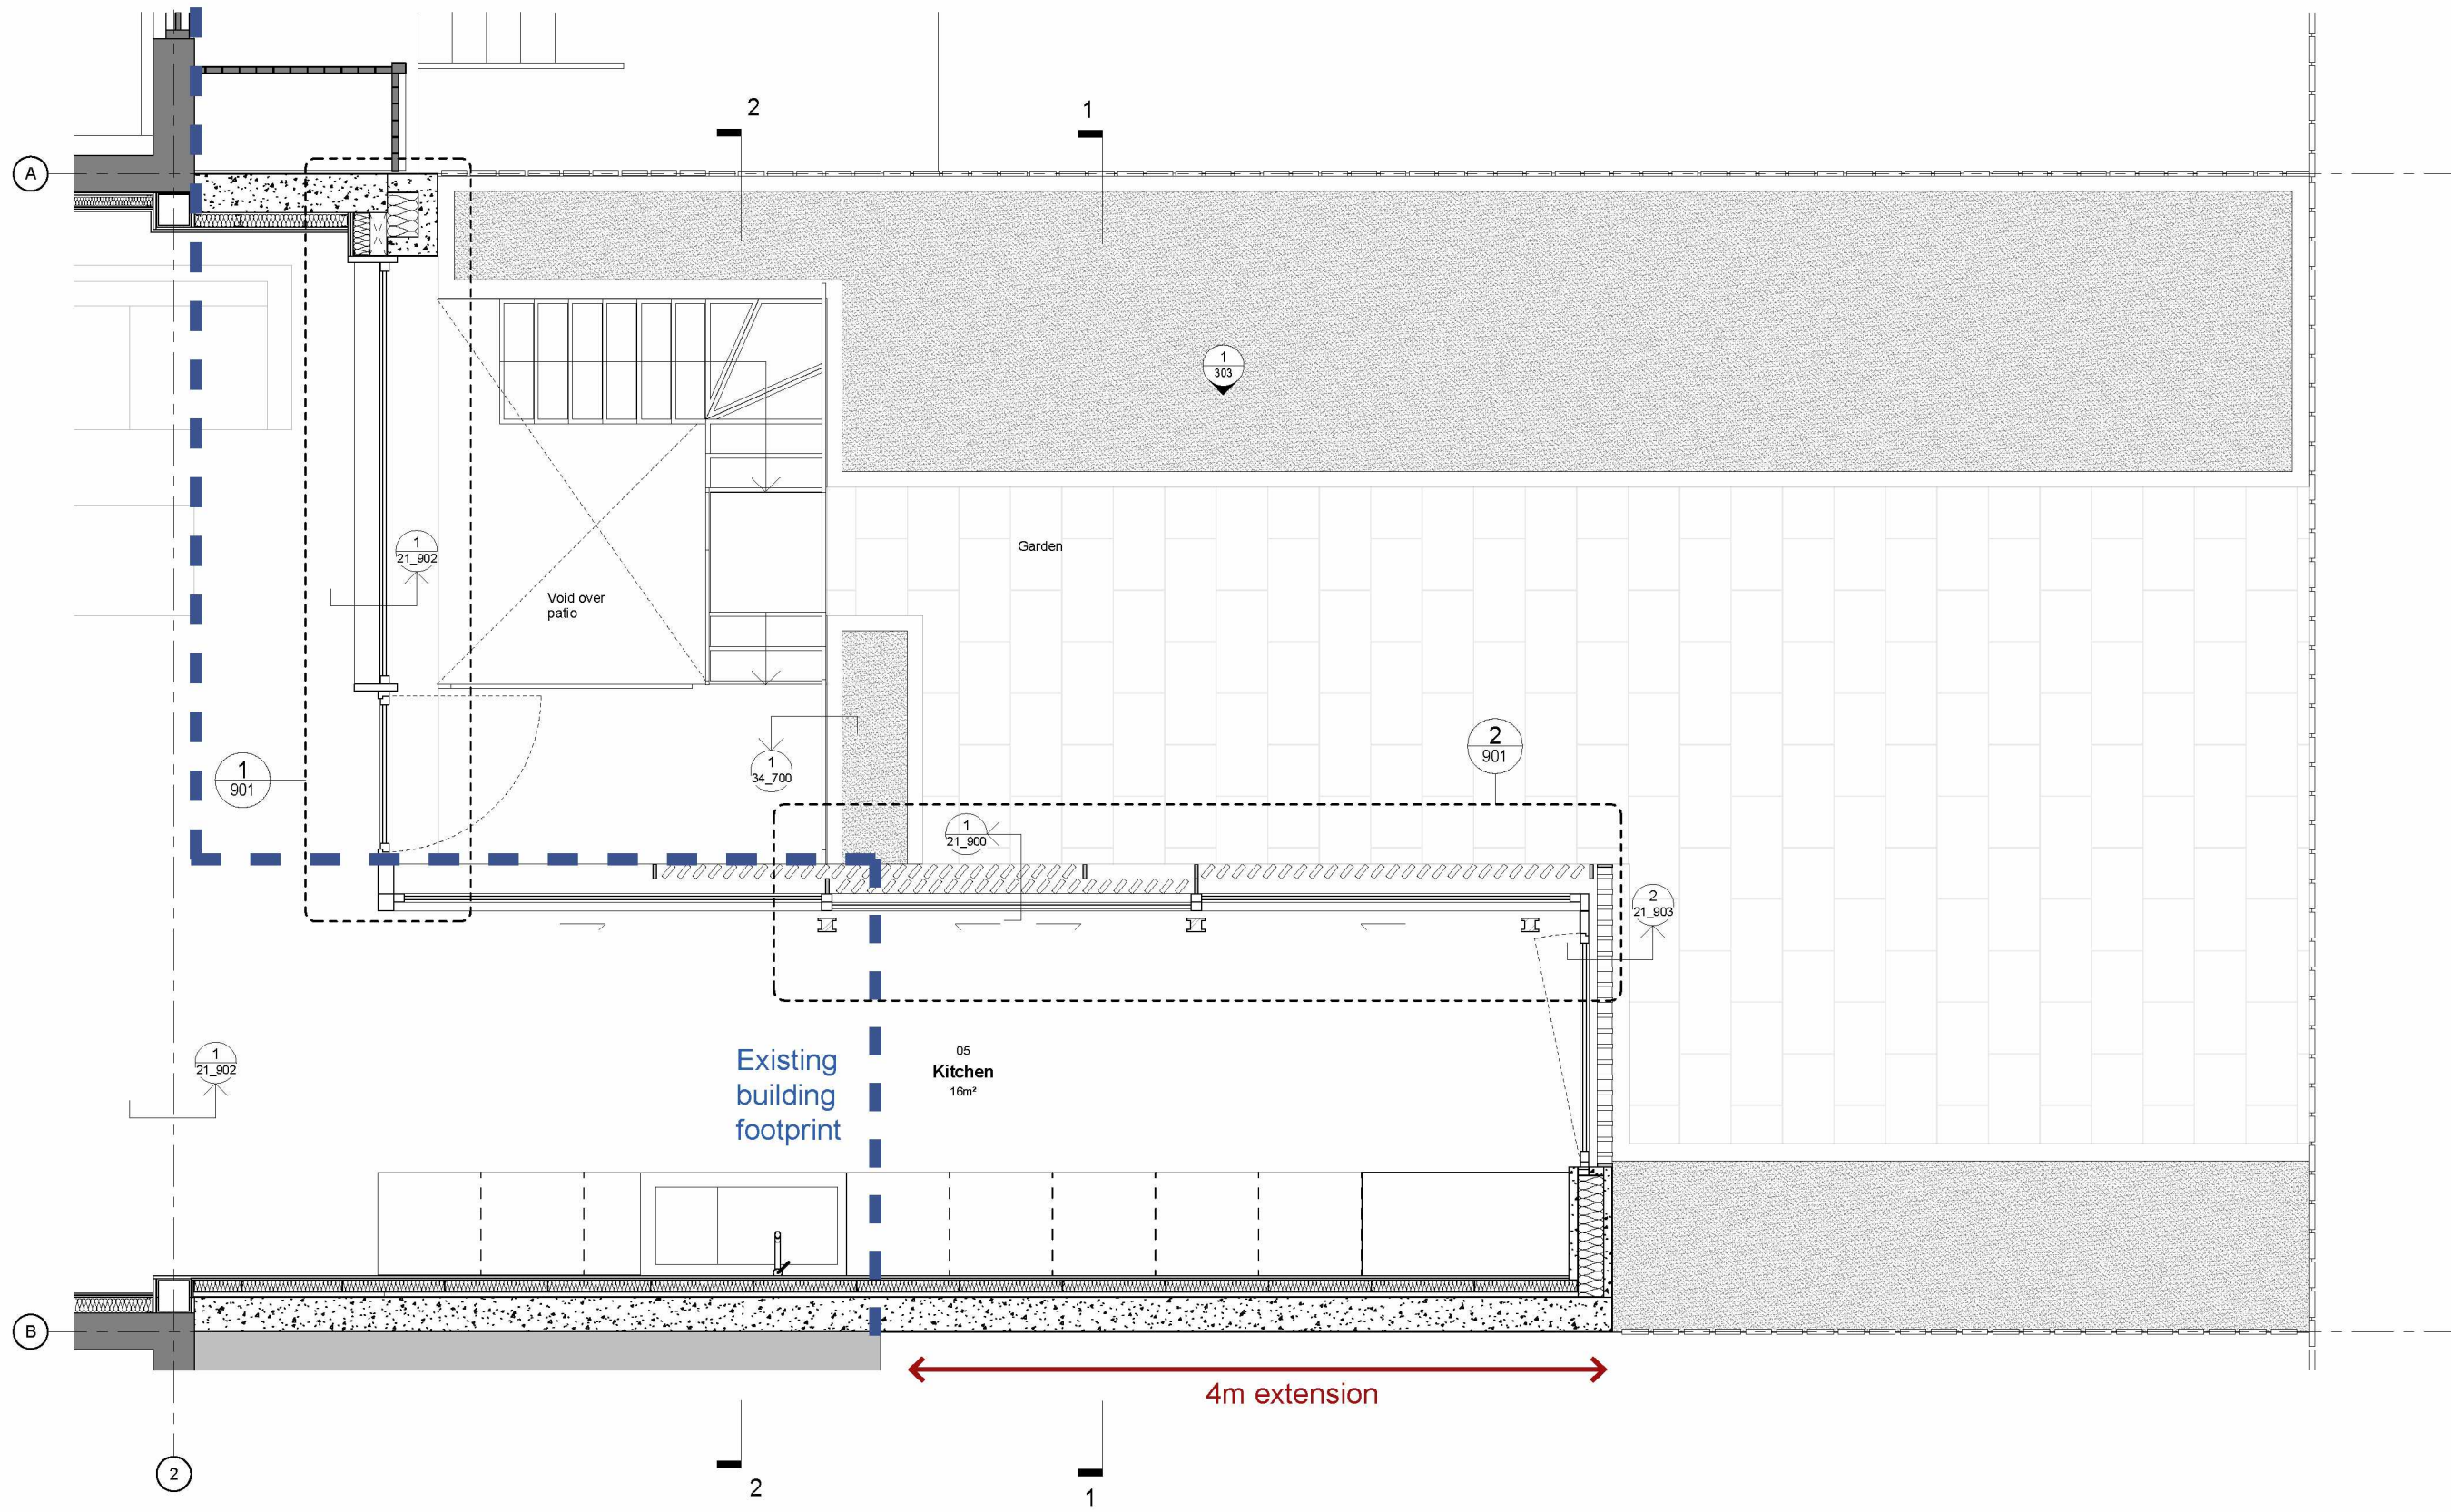 2
1
A
1
303
1
21_902
Garden
Void over
patio
2
901
1
34_700
1
901
1
21_900
2
21_903
Existing
building
footprint
05
Kitchen
16m²
1
21_902
B
4m extension
2
2
1